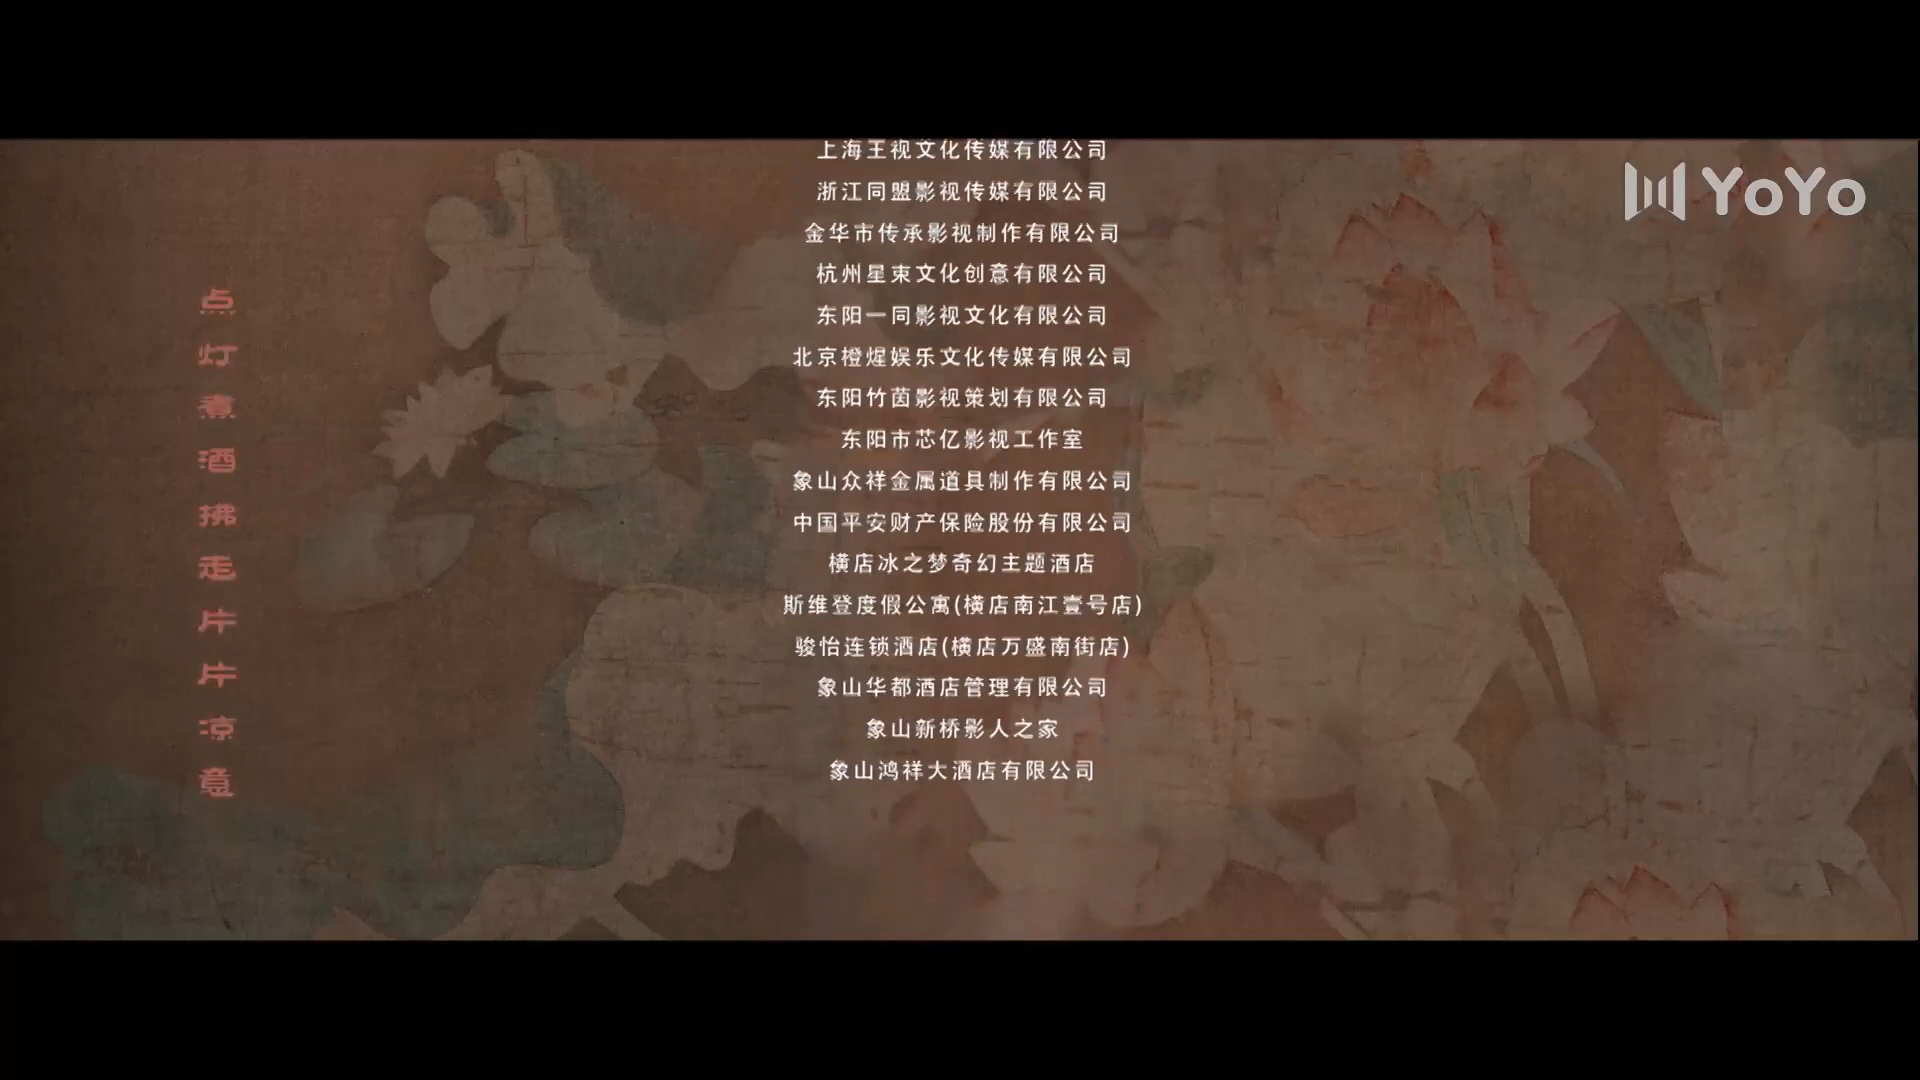 上海王视文化传媒有限公司
浙江同盟影视传媒有限公司
金华市传承影视制作有限公司
杭州星束文化创意有限公司
东阳一同影视文化有限公司
北京橙煋娱乐文化传媒有限公司
东阳竹茵影视策划有限公司
东阳市芯亿影视工作室
象山众祥金属道具制作有限公司
中国平安财产保险股份有限公司
横店冰之梦奇幻主题酒店
斯维登度假公寓(横店南江壹号店)
骏怡连锁酒店(横店万盛南街店)
象山华都酒店管理有限公司
象山新桥影人之家
象山鸿祥大酒店有限公司
点灯煮酒拂走片片凉意
YoYo